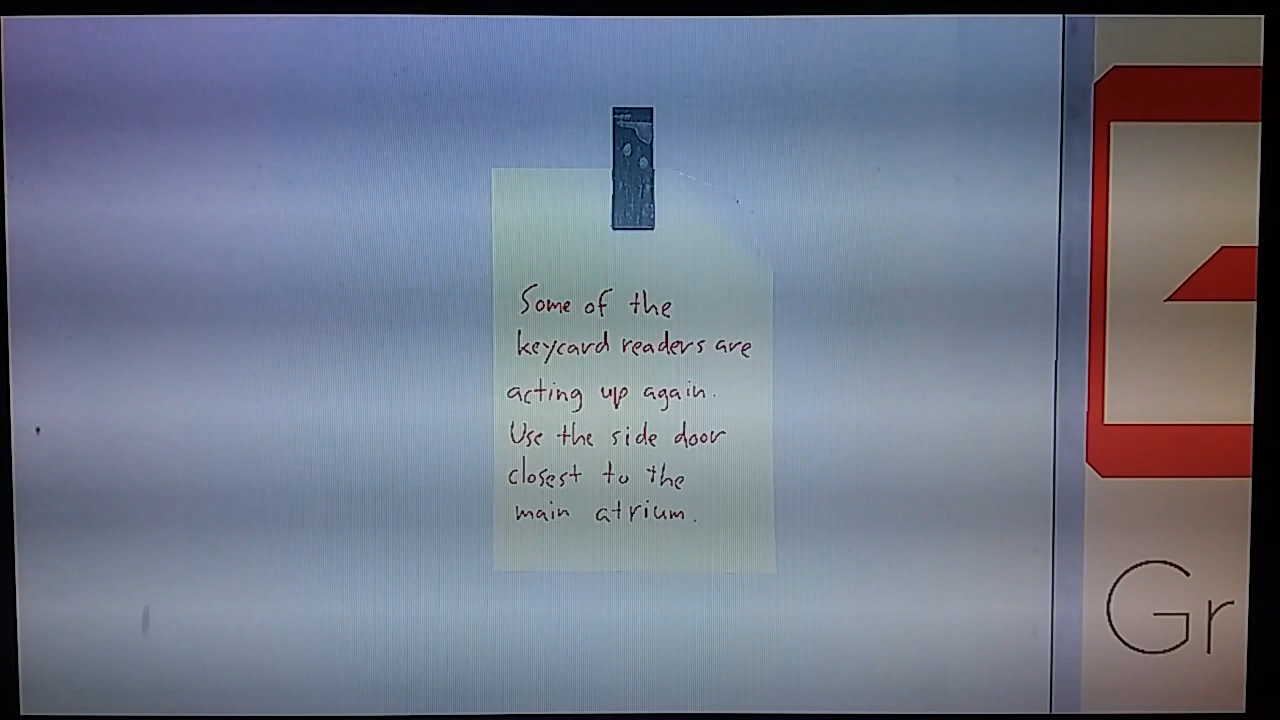 Some of the
keycard readers are
acting up again.
Use the side door
closest to the
main atrium.
Gr